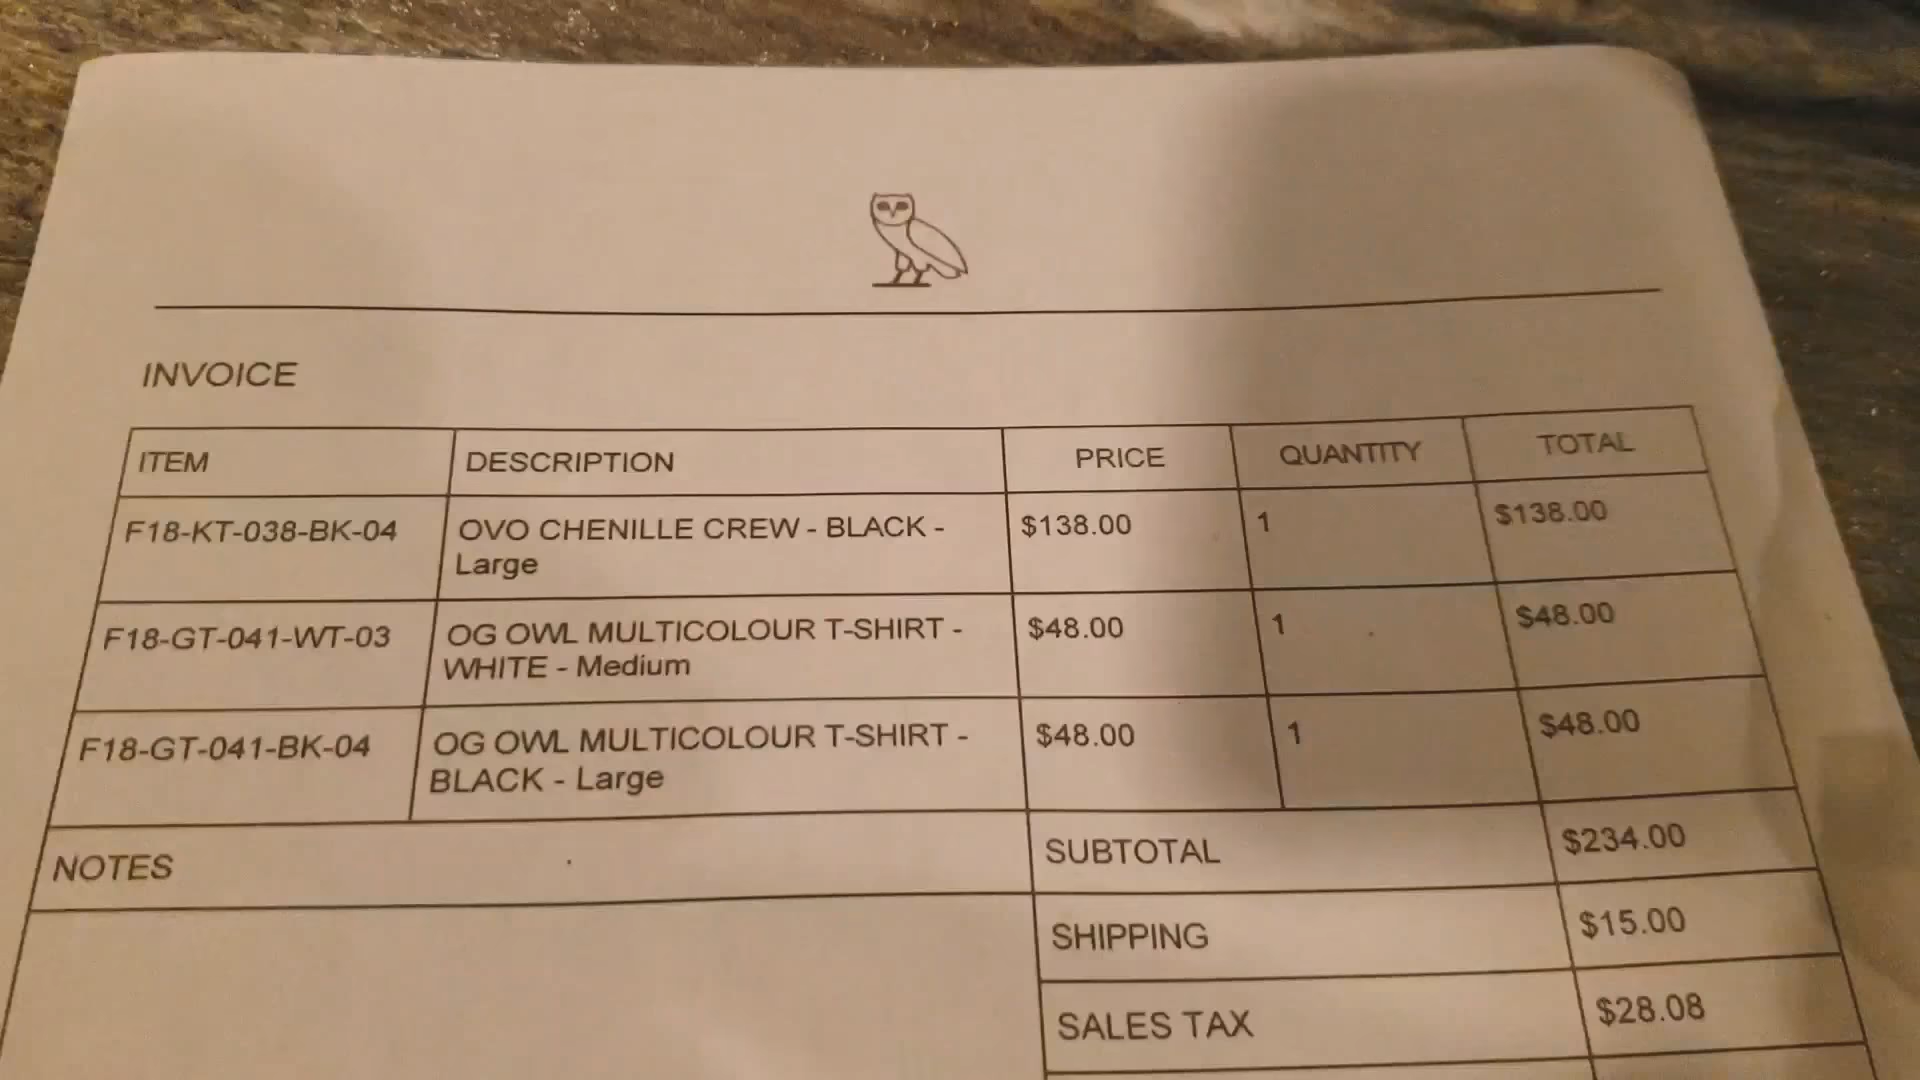 INVOICE
ITEM DESCRIPTION PRICE QUANTITY TOTAL
F18-KT-038-BK-04 OVO CHENILLE CREW - BLACK - $138.00 1 $138.00
Large
F18-GT-041-WT-03 OG OWL MULTICOLOUR T-SHIRT - $48.00 1 $48.00
WHITE - Medium
F18-GT-041-BK-04 OG OWL MULTICOLOUR T-SHIRT - $48.00 1 $48.00
BLACK - Large
NOTES SUBTOTAL $234.00
SHIPPING $15.00
SALES TAX $28.08